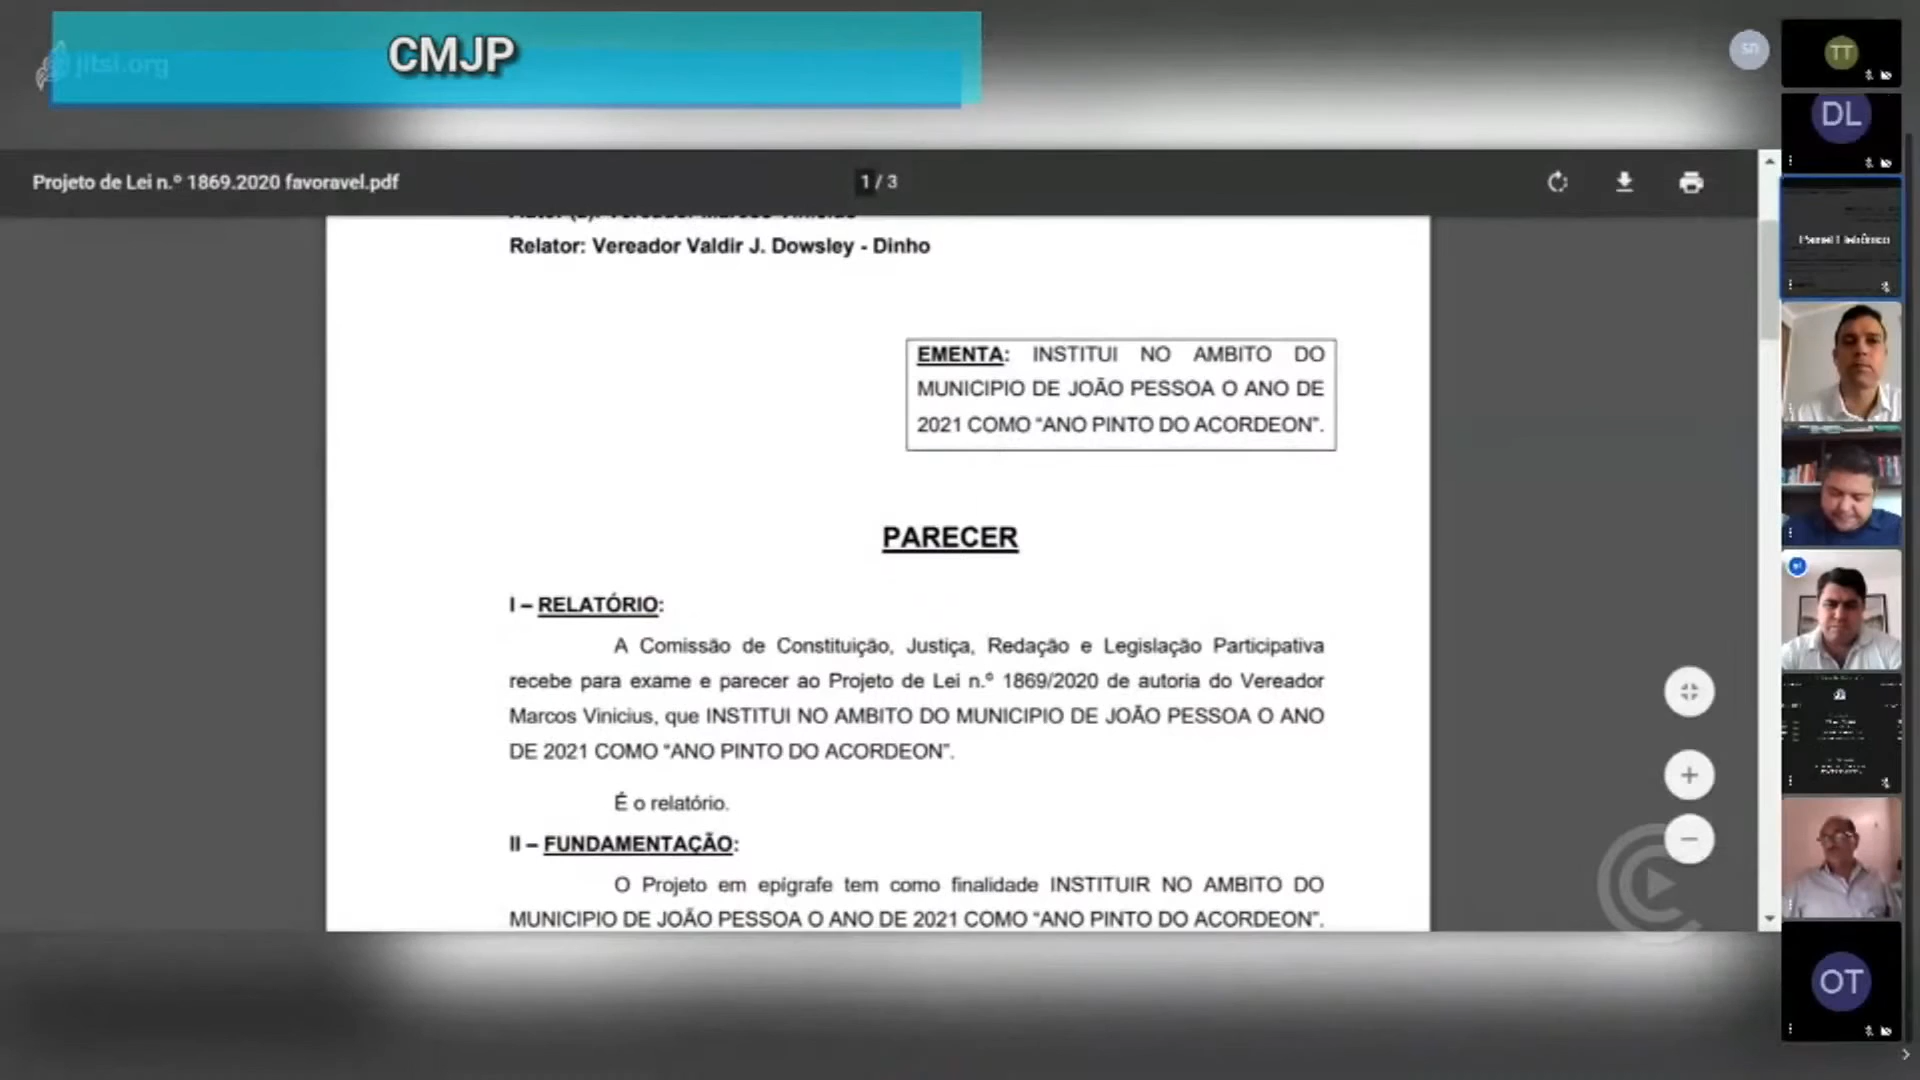 CMJP
jitsi.org
SD
TT
DL
Projeto de Lei n.º 1869.2020 favoravel.pdf
1 / 3
Relator: Vereador Valdir J. Dowsley - Dinho
EMENTA: INSTITUI NO AMBITO DO
MUNICIPIO DE JOÃO PESSOA O ANO DE
2021 COMO “ANO PINTO DO ACORDEON”.
PARECER
I – RELATÓRIO:
A Comissão de Constituição, Justiça, Redação e Legislação Participativa
recebe para exame e parecer ao Projeto de Lei n.º 1869/2020 de autoria do Vereador
Marcos Vinicius, que INSTITUI NO AMBITO DO MUNICIPIO DE JOÃO PESSOA O ANO
DE 2021 COMO “ANO PINTO DO ACORDEON”.
É o relatório.
II – FUNDAMENTAÇÃO:
O Projeto em epígrafe tem como finalidade INSTITUIR NO AMBITO DO
MUNICIPIO DE JOÃO PESSOA O ANO DE 2021 COMO “ANO PINTO DO ACORDEON”.
Painel Eletrônico
OT